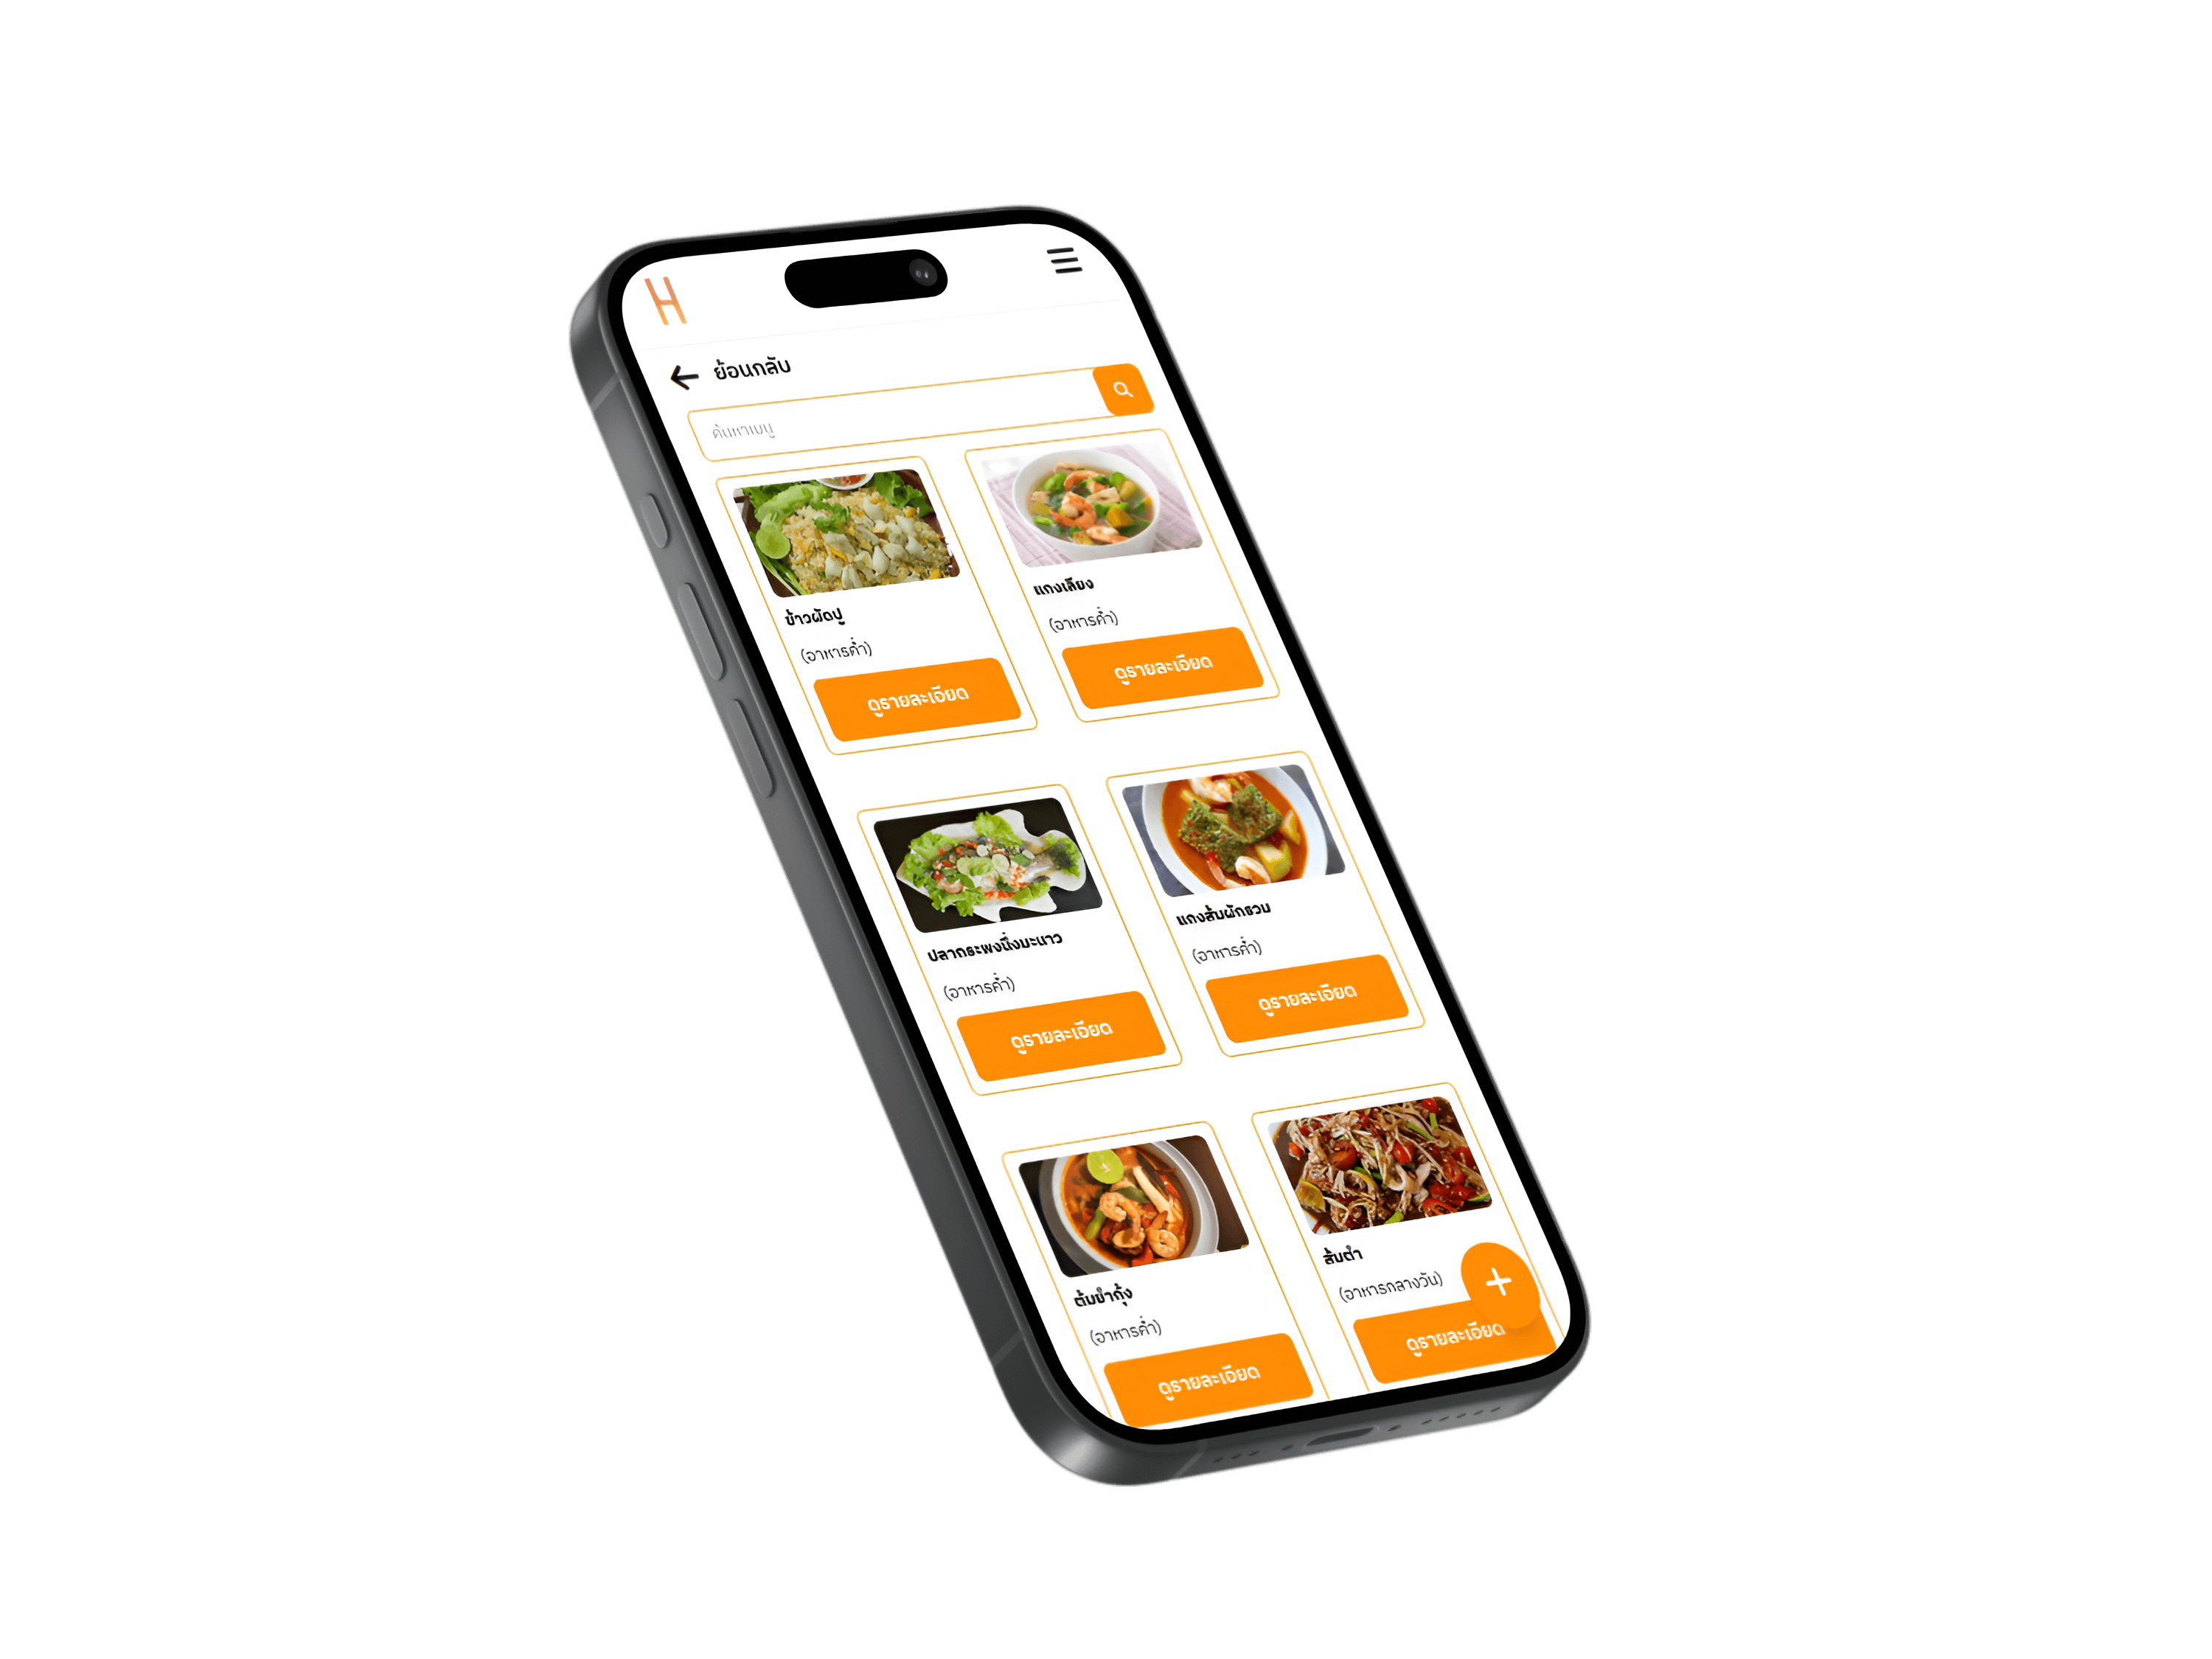 H
ย้อนกลับ
ค้นหาเมนู
ข้าวผัดปู
(อาหารค่ำ)
ดูรายละเอียด
แกงเลียง
(อาหารค่ำ)
ดูรายละเอียด
ปลากระพงนึ่งมะนาว
(อาหารค่ำ)
ดูรายละเอียด
แกงส้มผักรวม
(อาหารค่ำ)
ดูรายละเอียด
ต้มยำกุ้ง
(อาหารค่ำ)
ดูรายละเอียด
ส้มตำ
(อาหารกลางวัน)
ดูรายละเอียด